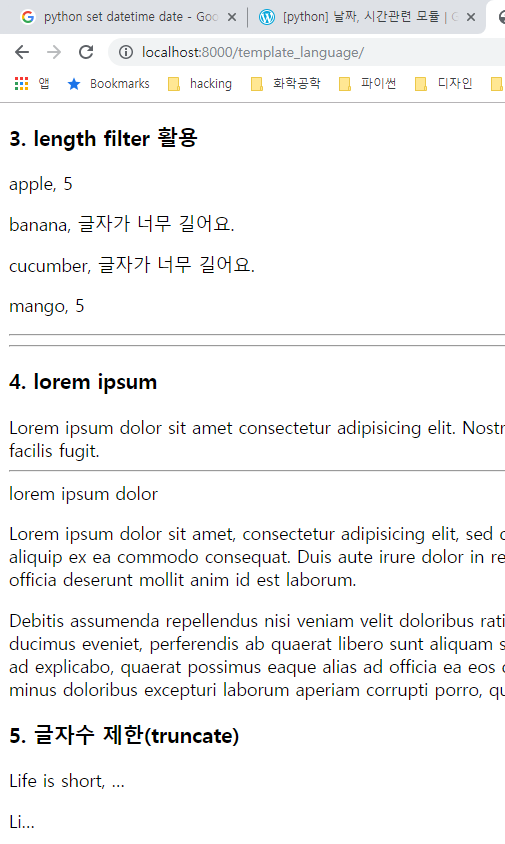 python set datetime date - Goo
[python] 날짜, 시간관련 모듈 | G
localhost:8000/template_language/
앱 Bookmarks hacking 화학공학 파이썬 디자인
3. length filter 활용
apple, 5
banana, 글자가 너무 길어요.
cucumber, 글자가 너무 길어요.
mango, 5
4. lorem ipsum
Lorem ipsum dolor sit amet consectetur adipisicing elit. Nostr
facilis fugit.
lorem ipsum dolor
Lorem ipsum dolor sit amet, consectetur adipisicing elit, sed
aliquip ex ea commodo consequat. Duis aute irure dolor in re
officia deserunt mollit anim id est laborum.
Debitis assumenda repellendus nisi veniam velit doloribus rati
ducimus eveniet, perferendis ab quaerat libero sunt aliquam s
ad explicabo, quaerat possimus eaque alias ad officia ea eos
minus doloribus excepturi laborum aperiam corrupti porro, qu
5. 글자수 제한(truncate)
Life is short, …
Li…